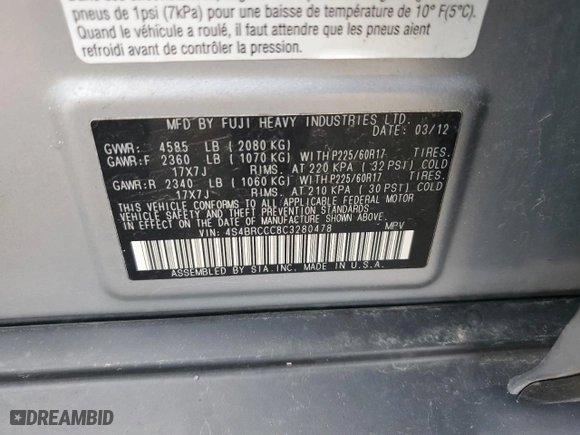 pneus de 1psi (7kPa) pour une baisse de température de 10° F(5°C).
Quand le véhicule a roulé, il faut attendre que les pneus aient
refroidi avant de contrôler la pression.
MFD BY FUJI HEAVY INDUSTRIES LTD.
DATE: 03/12
GVWR: 4585 LB (2080 KG)
GAWR:F 2360 LB (1070 KG) WITH P225/60R17 TIRES.
17X7J RIMS. AT 220 KPA (32 PSI) COLD
GAWR:R 2340 LB (1060 KG) WITH P225/60R17 TIRES.
17X7J RIMS. AT 210 KPA (30 PSI) COLD
THIS VEHICLE CONFORMS TO ALL APPLICABLE FEDERAL MOTOR
VEHICLE SAFETY AND THEFT PREVENTION STANDARDS
IN EFFECT ON THE DATE OF MANUFACTURE SHOWN ABOVE.
VIN: 4S4BRCCC8C3280478 MPV
ASSEMBLED BY SIA.INC. MADE IN U.S.A.
DREAMBID